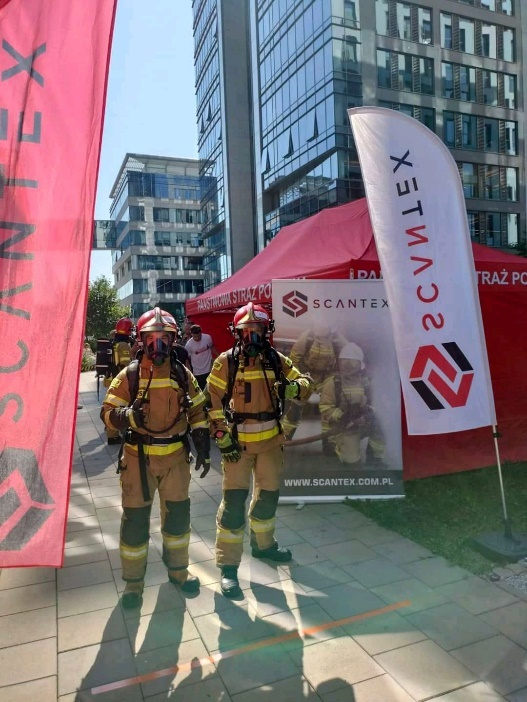 SCANTEX
PAŃSTWOWA STRAŻ PO
PAŃ
STRAŻ PO
SCANTEX
SCANTEX
WWW.SCANTEX.COM.PL